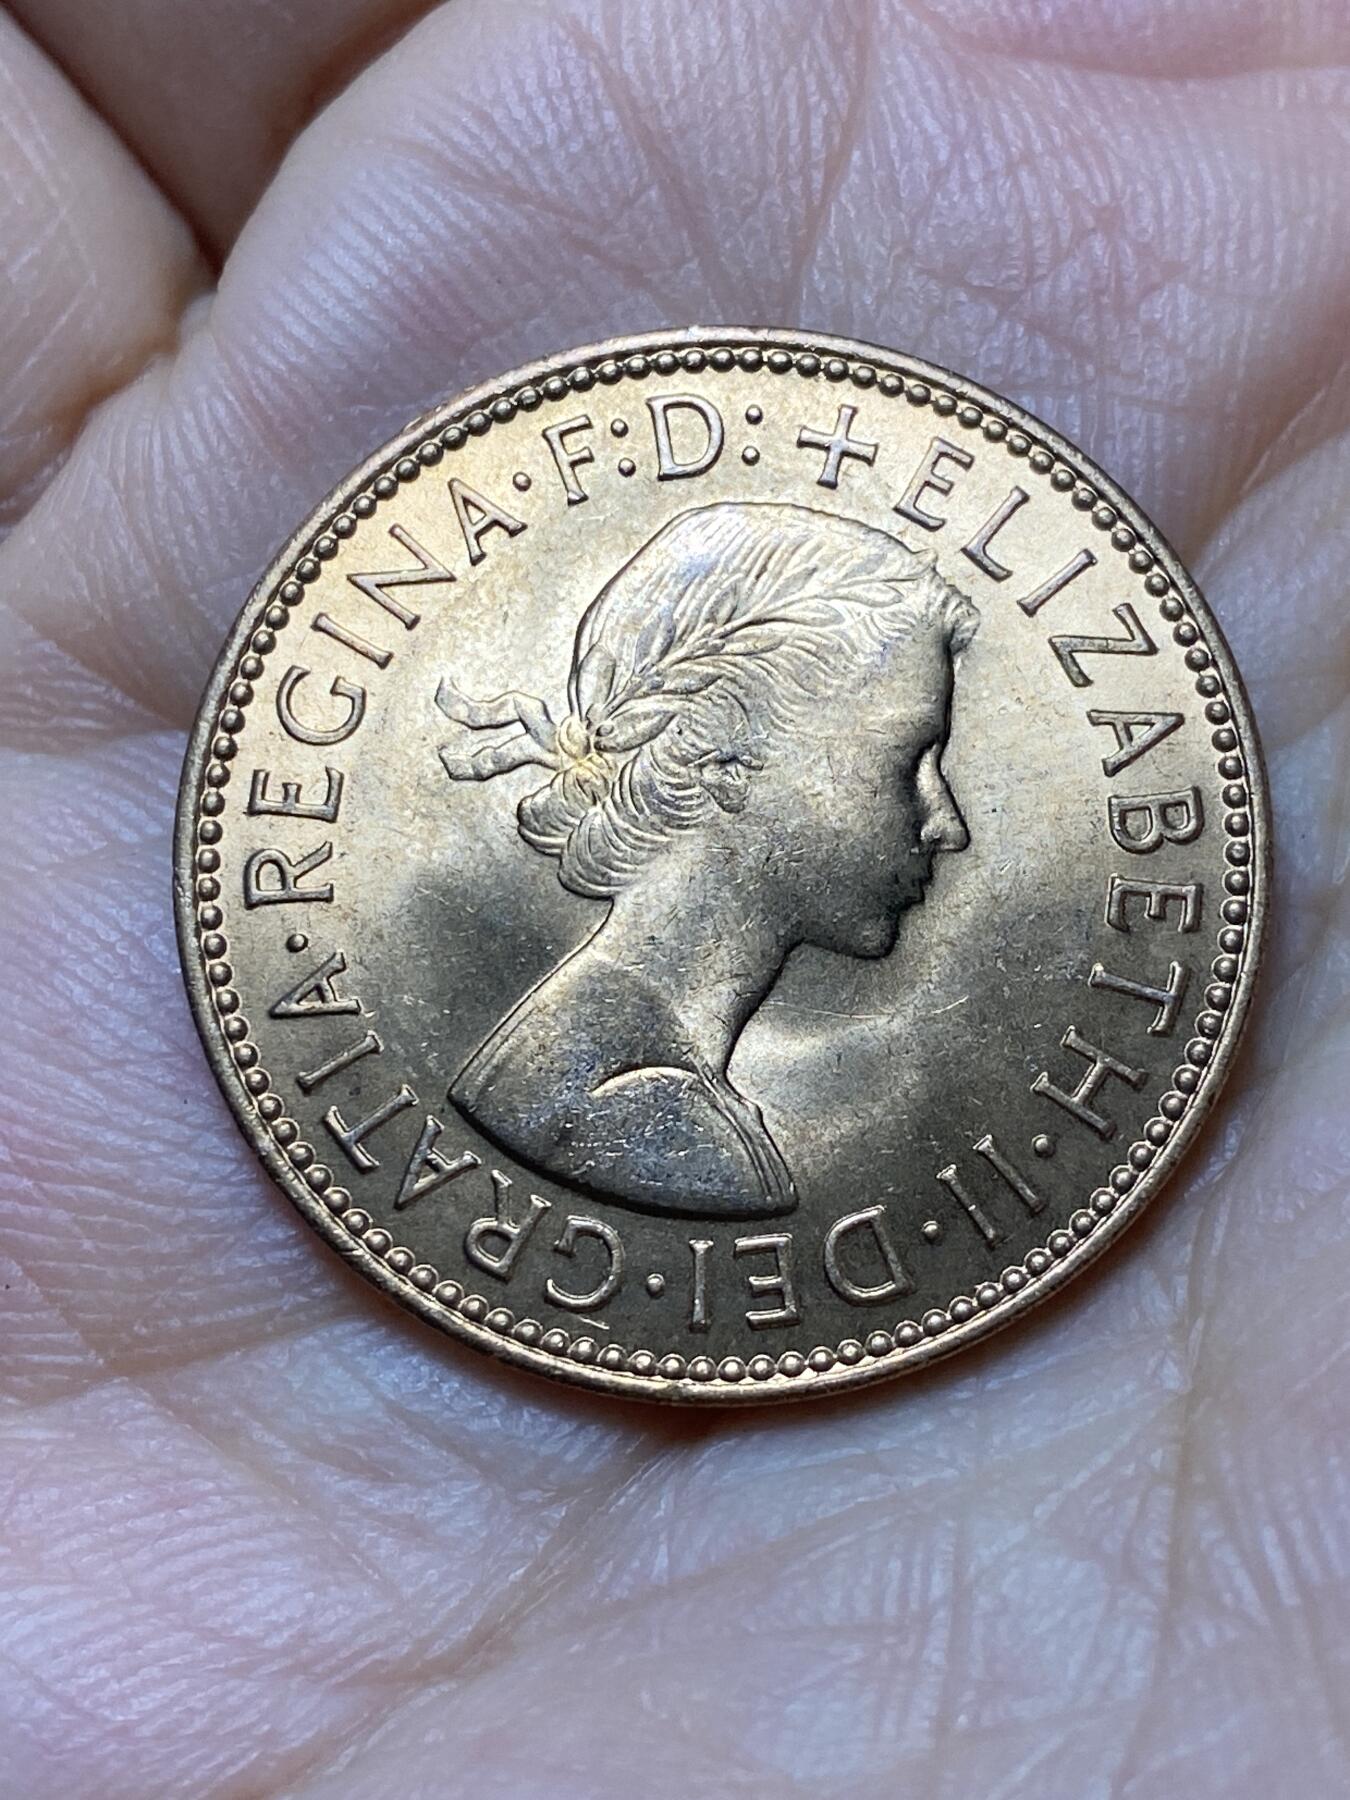 + ELIZABETH · II · DEI · GRATIA · REGINA · F : D :